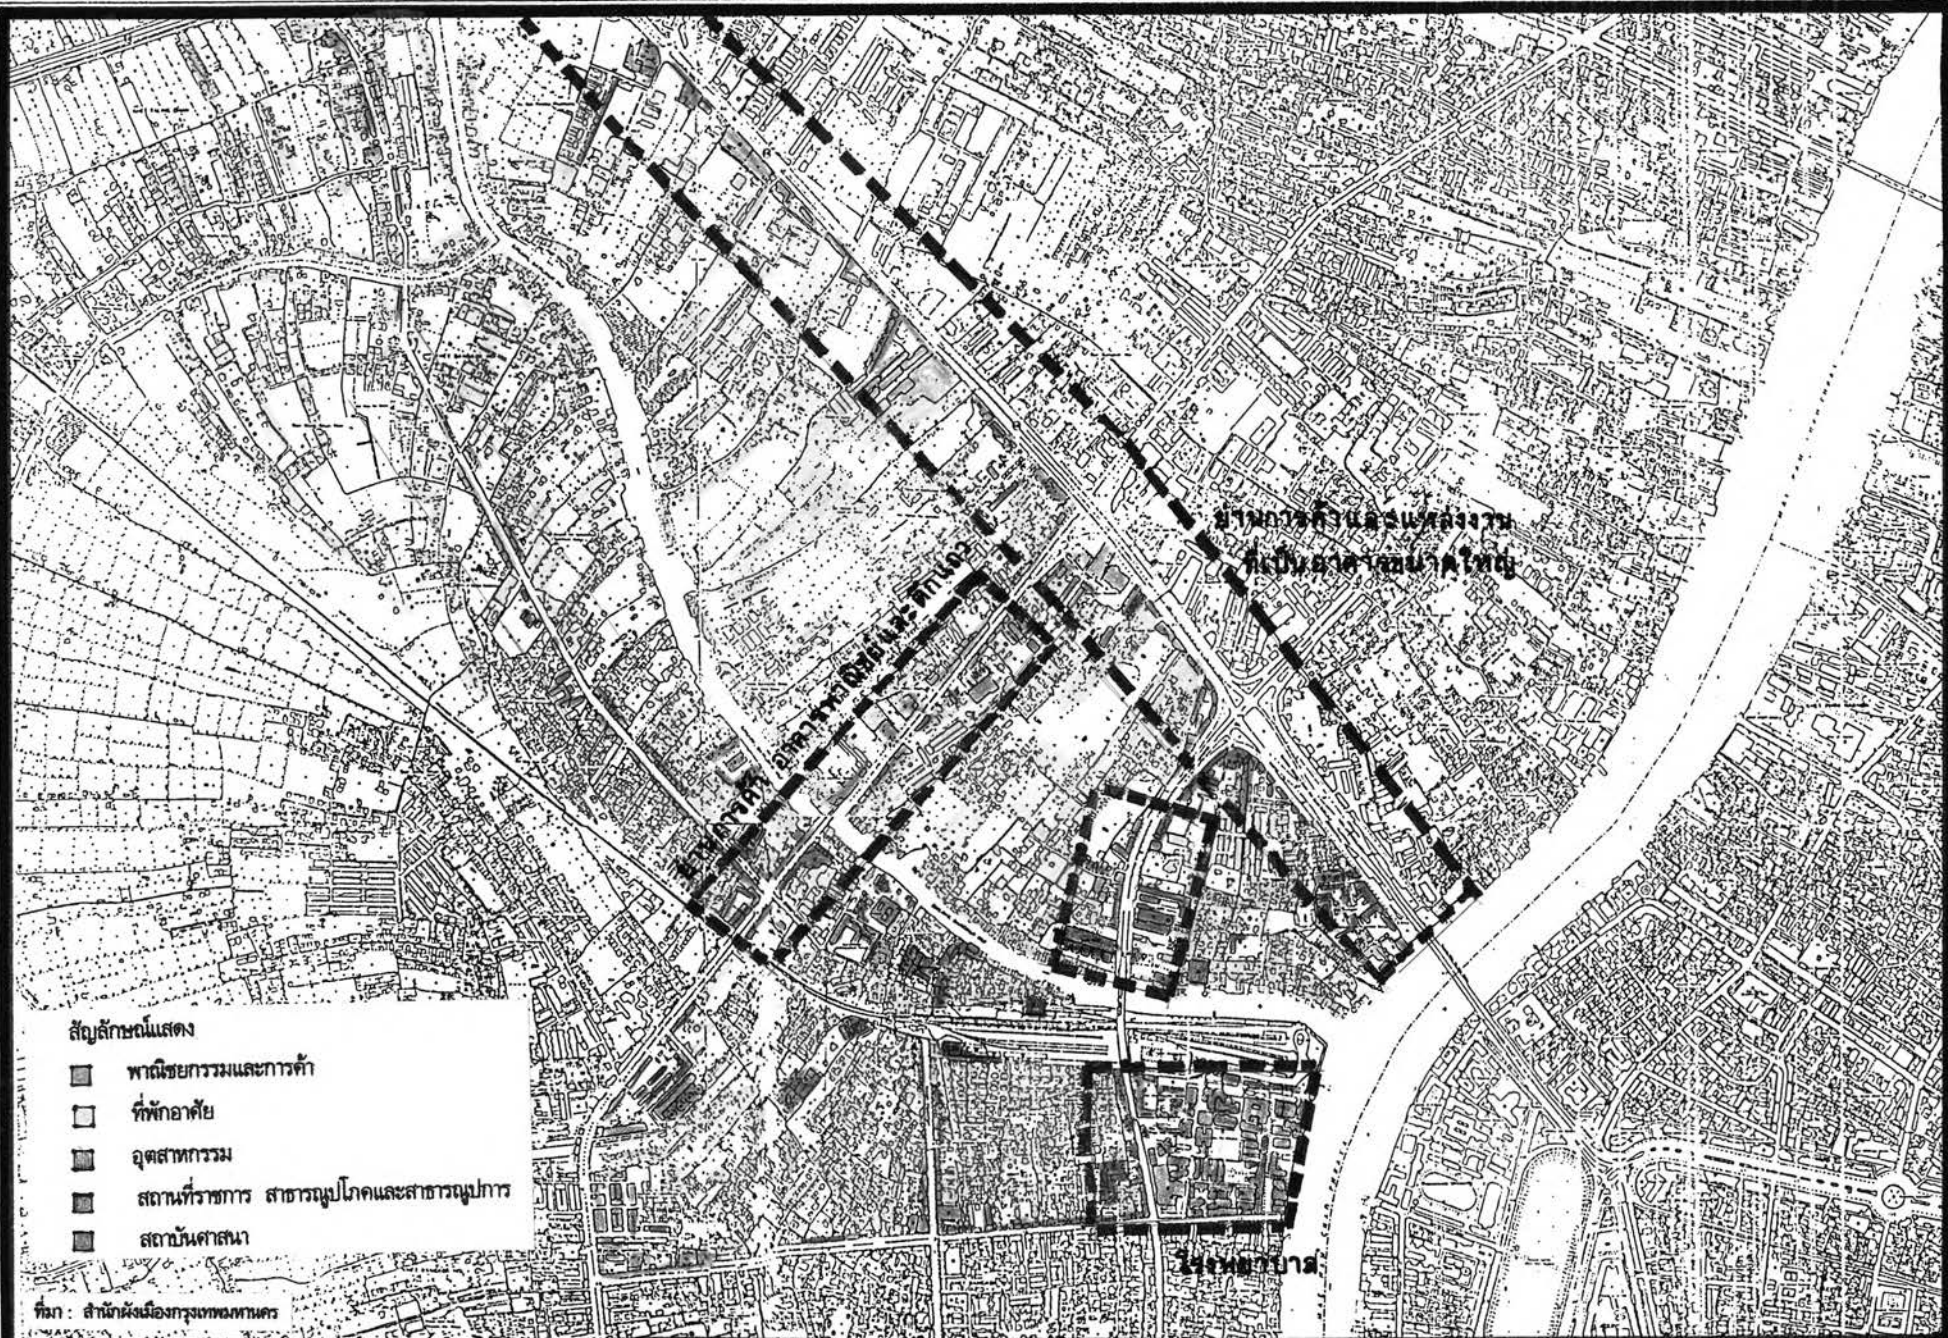 ย่านการค้าและแหล่งงาน
ที่เป็นอาคารขนาดใหญ่
ย่านการค้า อาคารพาณิชย์และตึกแถว
โรงพยาบาล
สัญลักษณ์แสดง
พาณิชยกรรมและการค้า
ที่พักอาศัย
อุตสาหกรรม
สถานที่ราชการ สาธารณูปโภคและสาธารณูปการ
สถาบันศาสนา
ที่มา : สำนักผังเมืองกรุงเทพมหานคร